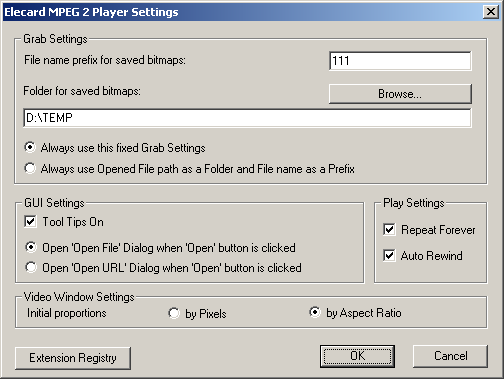 Elecard MPEG 2 Player Settings
Grab Settings
File name prefix for saved bitmaps: 111
Folder for saved bitmaps: Browse...
D:\TEMP
Always use this fixed Grab Settings
Always use Opened File path as a Folder and File name as a Prefix
GUI Settings
Tool Tips On
Open 'Open File' Dialog when 'Open' button is clicked
Open 'Open URL' Dialog when 'Open' button is clicked
Play Settings
Repeat Forever
Auto Rewind
Video Window Settings
Initial proportions by Pixels by Aspect Ratio
Extension Registry OK Cancel